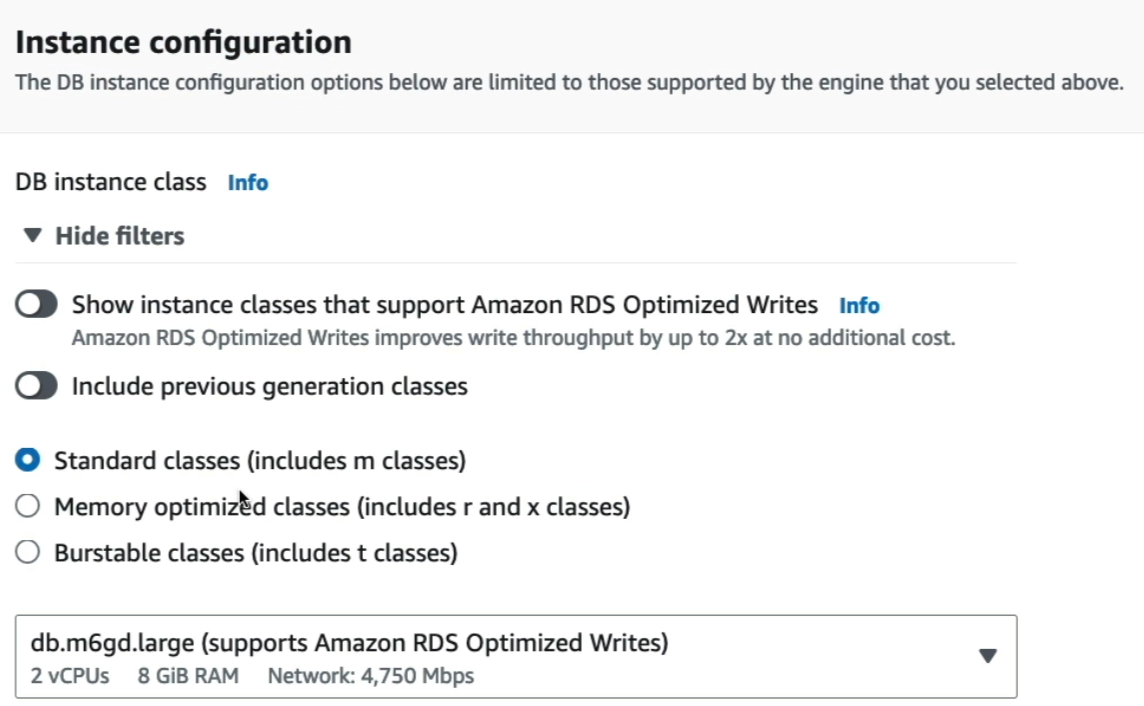 Instance configuration
The DB instance configuration options below are limited to those supported by the engine that you selected above.
DB instance class Info
Hide filters
Show instance classes that support Amazon RDS Optimized Writes Info
Amazon RDS Optimized Writes improves write throughput by up to 2x at no additional cost.
Include previous generation classes
Standard classes (includes m classes)
Memory optimized classes (includes r and x classes)
Burstable classes (includes t classes)
db.m6gd.large (supports Amazon RDS Optimized Writes)
2 vCPUs 8 GiB RAM Network: 4,750 Mbps